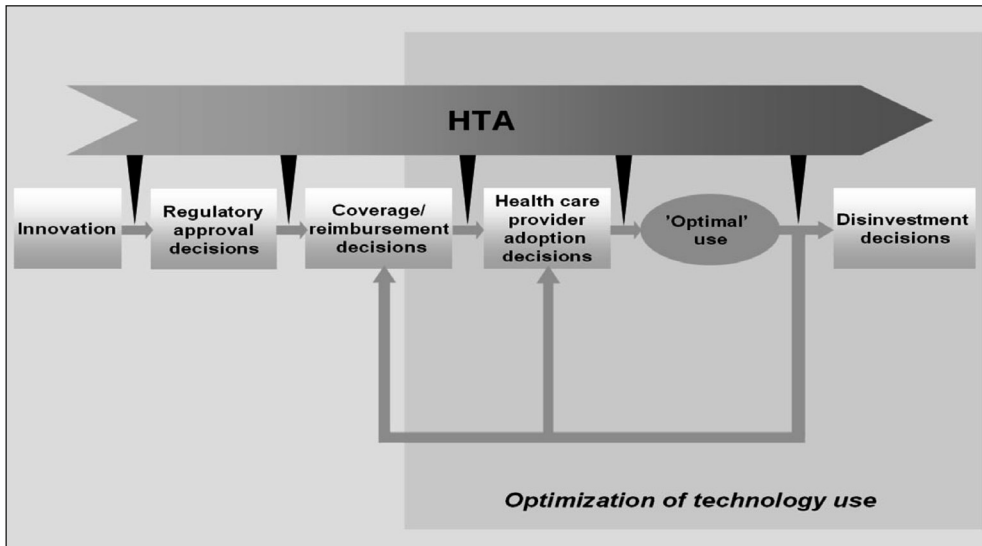 HTA
Innovation
Regulatory
approval
decisions
Coverage/
reimbursement
decisions
Health care
provider
adoption
decisions
'Optimal'
use
Disinvestment
decisions
Optimization of technology use